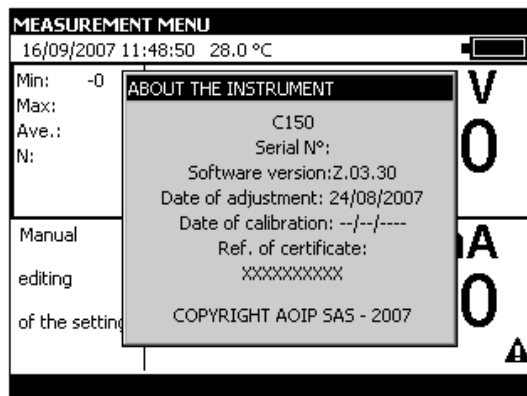 MEASUREMENT MENU
16/09/2007 11:48:50 28.0 °C
Min: -0
Max:
Ave.:
N:
V
0
ABOUT THE INSTRUMENT
C150
Serial N°:
Software version:Z.03.30
Date of adjustment: 24/08/2007
Date of calibration: --/--/----
Ref. of certificate:
XXXXXXXXXX
COPYRIGHT AOIP SAS - 2007
Manual
editing
of the setting
A
0